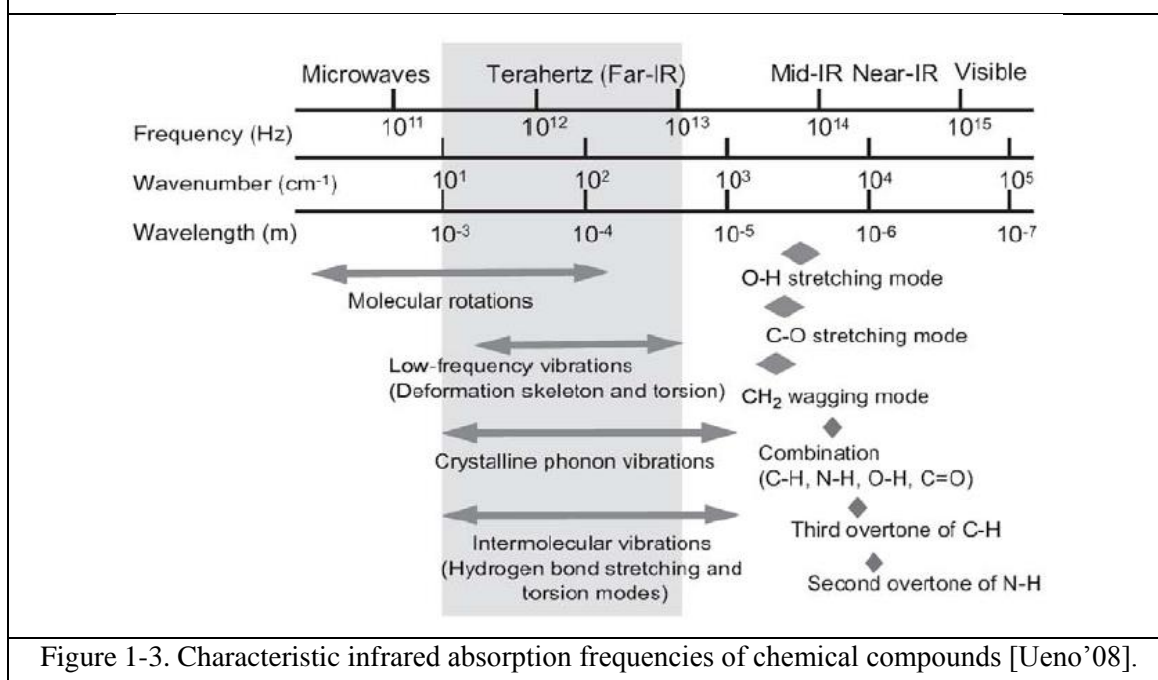 Microwaves Terahertz (Far-IR) Mid-IR Near-IR Visible
Frequency (Hz) 10¹¹ 10¹² 10¹³ 10¹⁴ 10¹⁵
Wavenumber (cm⁻¹) 10¹ 10² 10³ 10⁴ 10⁵
Wavelength (m) 10⁻³ 10⁻⁴ 10⁻⁵ 10⁻⁶ 10⁻⁷
O-H stretching mode
Molecular rotations
C-O stretching mode
Low-frequency vibrations
(Deformation skeleton and torsion)
CH₂ wagging mode
Crystalline phonon vibrations
Combination
(C-H, N-H, O-H, C=O)
Third overtone of C-H
Intermolecular vibrations
(Hydrogen bond stretching and
torsion modes)
Second overtone of N-H
Figure 1-3. Characteristic infrared absorption frequencies of chemical compounds [Ueno’08].